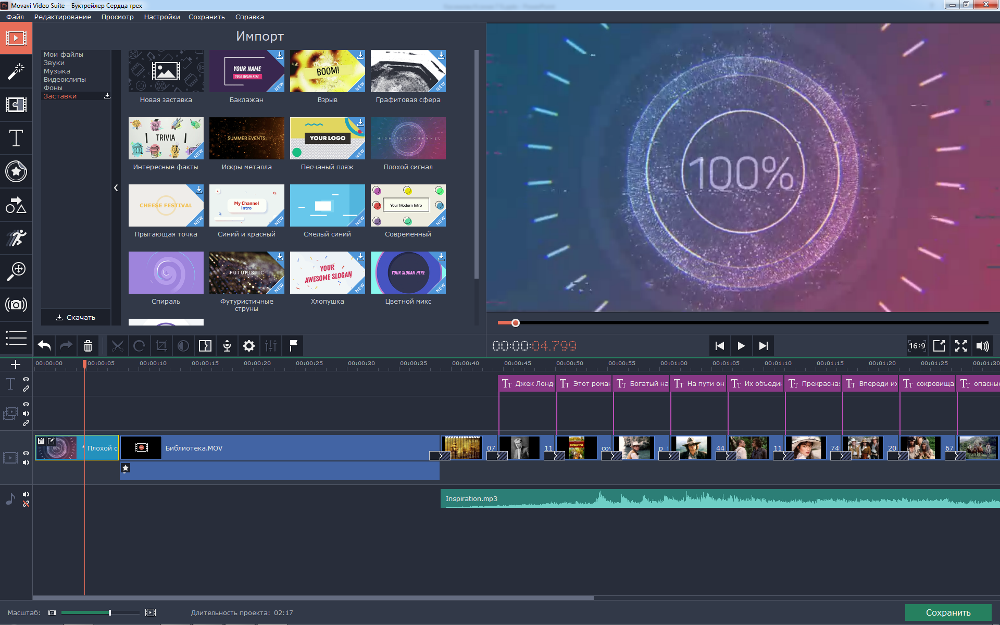 Movavi Video Suite – Буктрейлер Сердца трех
Файл Редактирование Просмотр Настройки Сохранить Справка
Импорт
Мои файлы
Звуки
Музыка
Видеоклипы
Фоны
Заставки
Скачать
Новая заставка
YOUR NAME
YOUR SLOGAN HERE
NEW
Баклажан
BOOM!
NEW
Взрыв
NEW
Графитовая сфера
TRIVIA
NEW
Интересные факты
SUMMER EVENTS
Искры металла
YOUR LOGO
NEW
Песчаный пляж
HIGH TECH CHANNEL
Плохой сигнал
CHEESE FESTIVAL
NEW
Прыгающая точка
My Channel
Intro
NEW
Синий и красный
NEW
Смелый синий
Your Modern Intro
NEW
Современный
Спираль
FUTURISTIC
NEW
Футуристичные
струны
YOUR
AWESOME SLOGAN
NEW
Хлопушка
YOUR SLOGAN HERE
NEW
Цветной микс
100%
00:00:04.799
16:9
00:00:00 00:00:05 00:00:10 00:00:15 00:00:20 00:00:25 00:00:30 00:00:35 00:00:40 00:00:45 00:00:50 00:00:55 00:01:00 00:01:05 00:01:10 00:01:15 00:01:20 00:01:25 00:01:30
Джек Лонд Этот роман Богатый на На пути он Их объедин Прекрасна Впереди их сокровища опасные
88%
* Плохой с Библиотека.MOV 07 11 cov р 44 11 74 20 67
Inspiration.mp3
Масштаб: Длительность проекта: 02:17
Сохранить